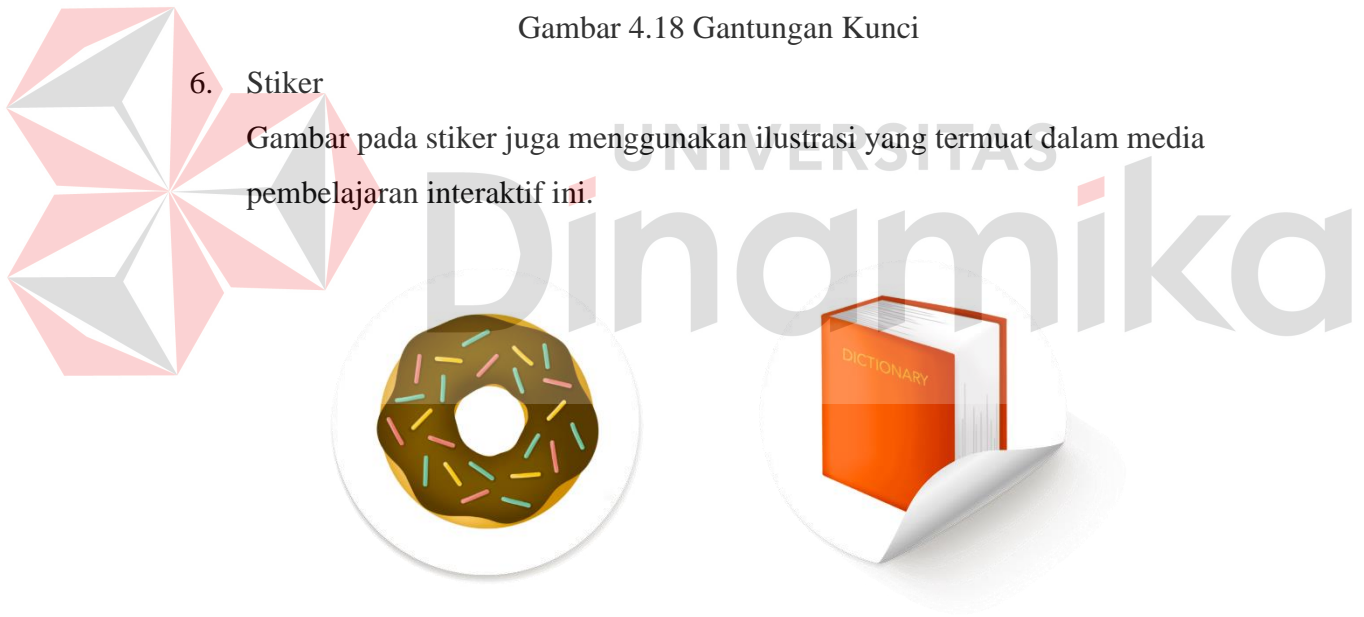 Gambar 4.18 Gantungan Kunci
6. Stiker
Gambar pada stiker juga menggunakan ilustrasi yang termuat dalam media
pembelajaran interaktif ini.
UNIVERSITAS
Dinamika
DICTIONARY